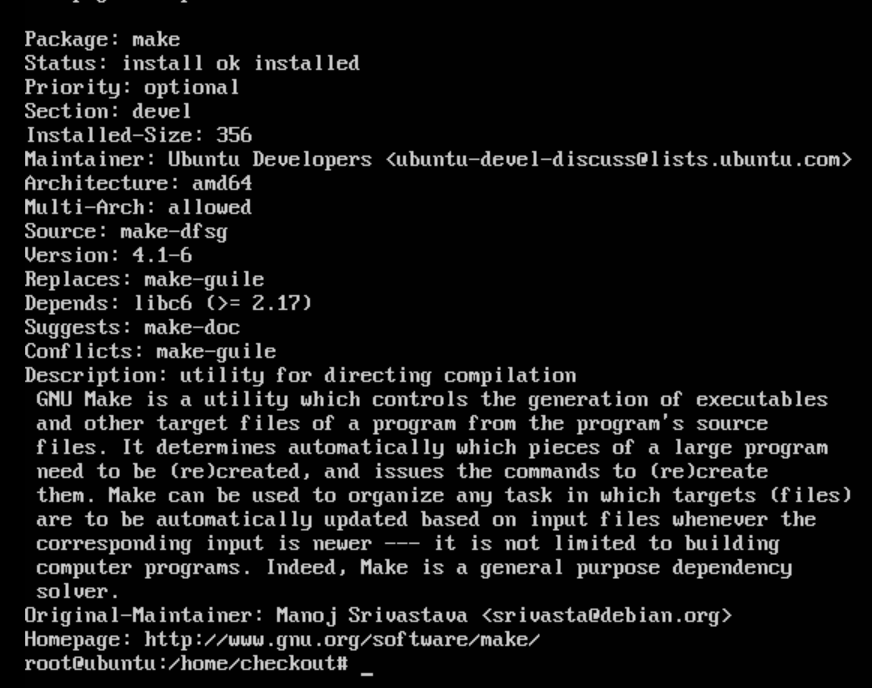 Package: make
Status: install ok installed
Priority: optional
Section: devel
Installed-Size: 356
Maintainer: Ubuntu Developers <ubuntu-devel-discuss@lists.ubuntu.com>
Architecture: amd64
Multi-Arch: allowed
Source: make-dfsg
Version: 4.1-6
Replaces: make-guile
Depends: libc6 (>= 2.17)
Suggests: make-doc
Conflicts: make-guile
Description: utility for directing compilation
 GNU Make is a utility which controls the generation of executables
 and other target files of a program from the program's source
 files. It determines automatically which pieces of a large program
 need to be (re)created, and issues the commands to (re)create
 them. Make can be used to organize any task in which targets (files)
 are to be automatically updated based on input files whenever the
 corresponding input is newer --- it is not limited to building
 computer programs. Indeed, Make is a general purpose dependency
 solver.
Original-Maintainer: Manoj Srivastava <srivasta@debian.org>
Homepage: http://www.gnu.org/software/make/
root@ubuntu:/home/checkout# _